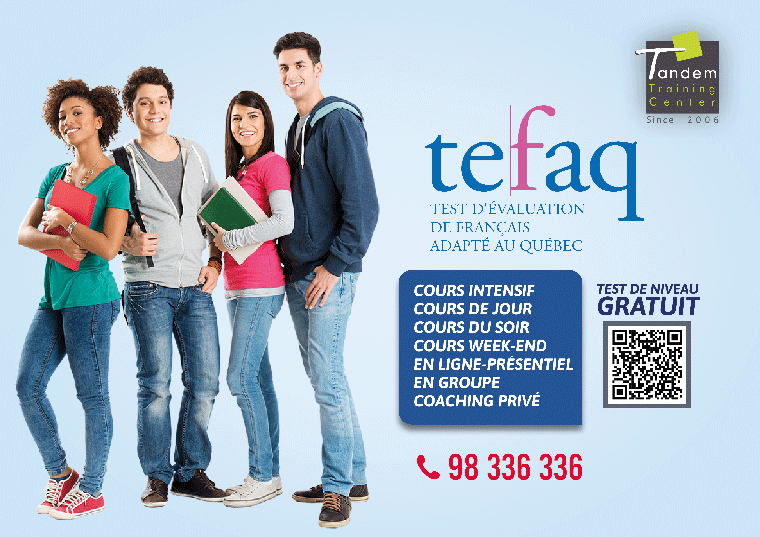 Tandem
Training
Center
Since 2006
tefaq
TEST D'ÉVALUATION
DE FRANÇAIS
ADAPTÉ AU QUÉBEC
COURS INTENSIF
COURS DE JOUR
COURS DU SOIR
COURS WEEK-END
EN LIGNE-PRÉSENTIEL
EN GROUPE
COACHING PRIVÉ
TEST DE NIVEAU
GRATUIT
98 336 336